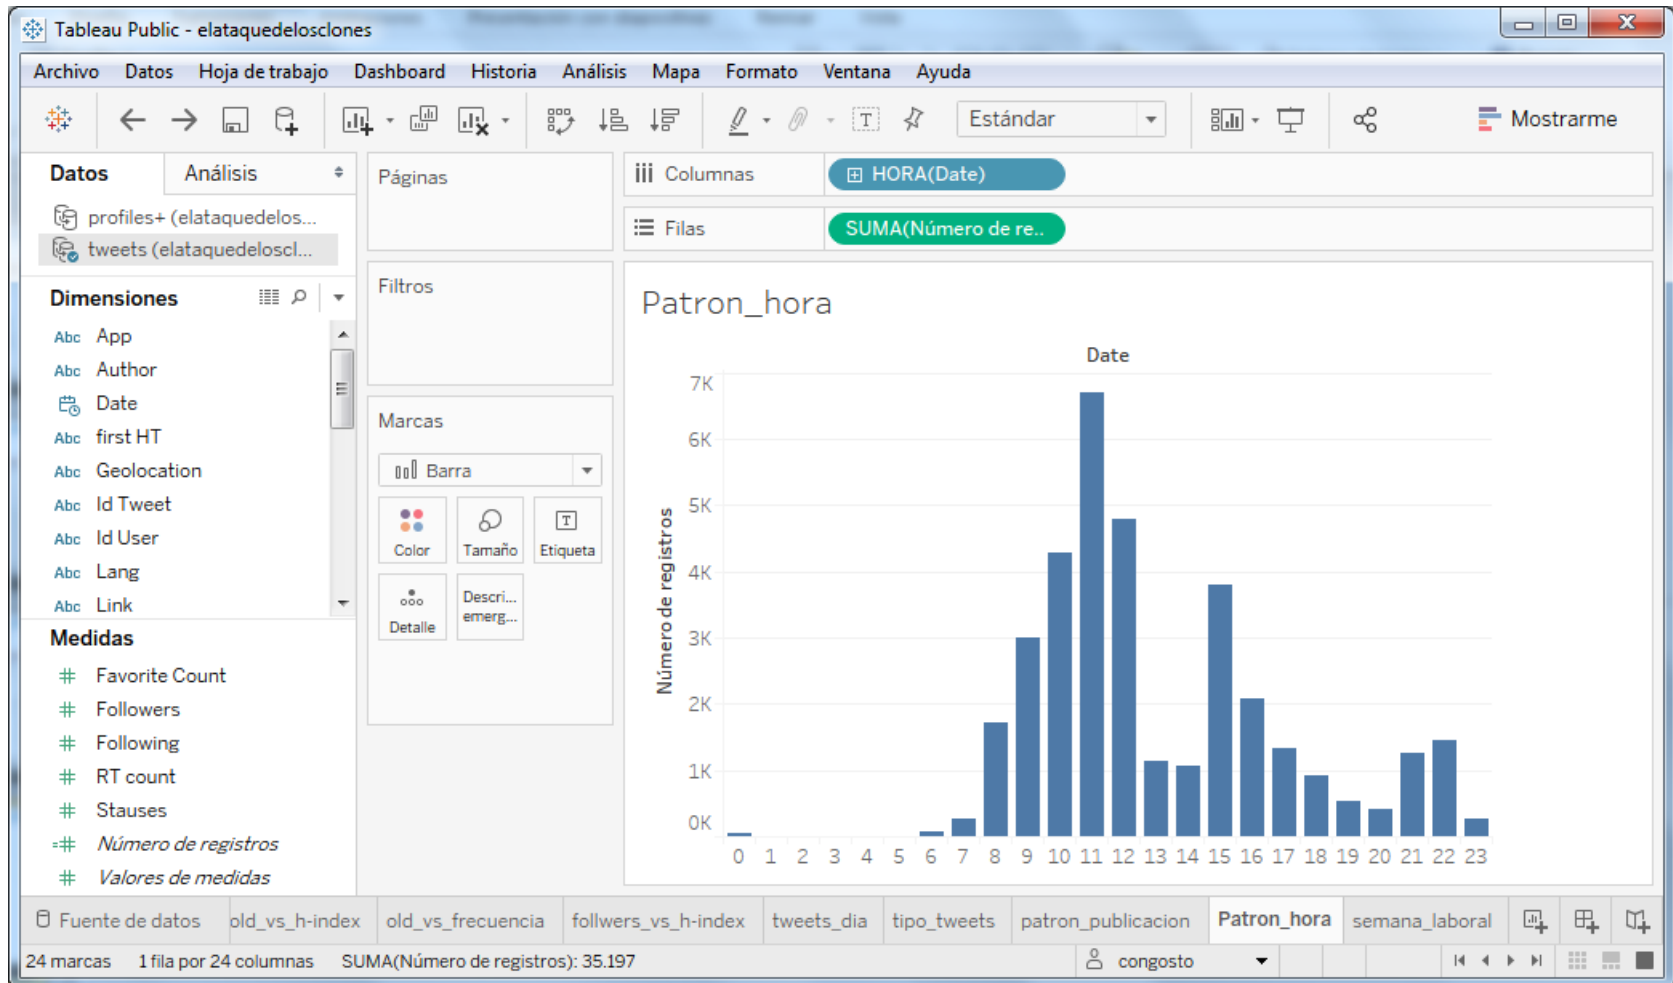 Tableau Public - elataquedelosclones
Archivo Datos Hoja de trabajo Dashboard Historia Análisis Mapa Formato Ventana Ayuda
Estándar
Mostrarme
Datos Análisis
profiles+ (elataquedelos...
tweets (elataquedeloscl...
Dimensiones
Abc App
Abc Author
Date
Abc first HT
Abc Geolocation
Abc Id Tweet
Abc Id User
Abc Lang
Abc Link
Medidas
# Favorite Count
# Followers
# Following
# RT count
# Stauses
=# Número de registros
# Valores de medidas
Páginas
Filtros
Marcas
Barra
Color Tamaño Etiqueta
Detalle
Descri...
emerg...
Columnas HORA(Date)
Filas SUMA(Número de re..
Patron_hora
Date
Número de registros
7K
6K
5K
4K
3K
2K
1K
0K
0 1 2 3 4 5 6 7 8 9 10 11 12 13 14 15 16 17 18 19 20 21 22 23
Fuente de datos old_vs_h-index old_vs_frecuencia follwers_vs_h-index tweets_dia tipo_tweets patron_publicacion Patron_hora semana_laboral
24 marcas 1 fila por 24 columnas SUMA(Número de registros): 35.197 congosto